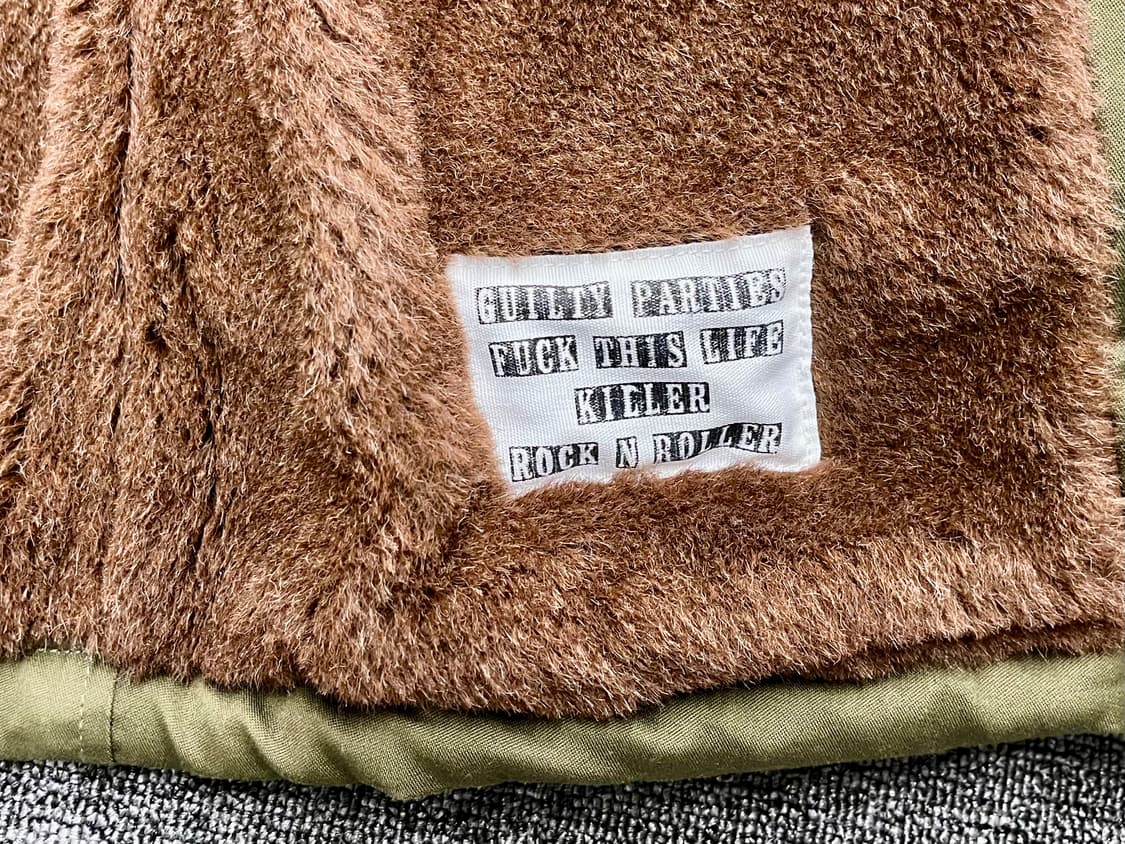 GUILTY PARTIES
FUCK THIS LIFE
KILLER
ROCK N ROLLER